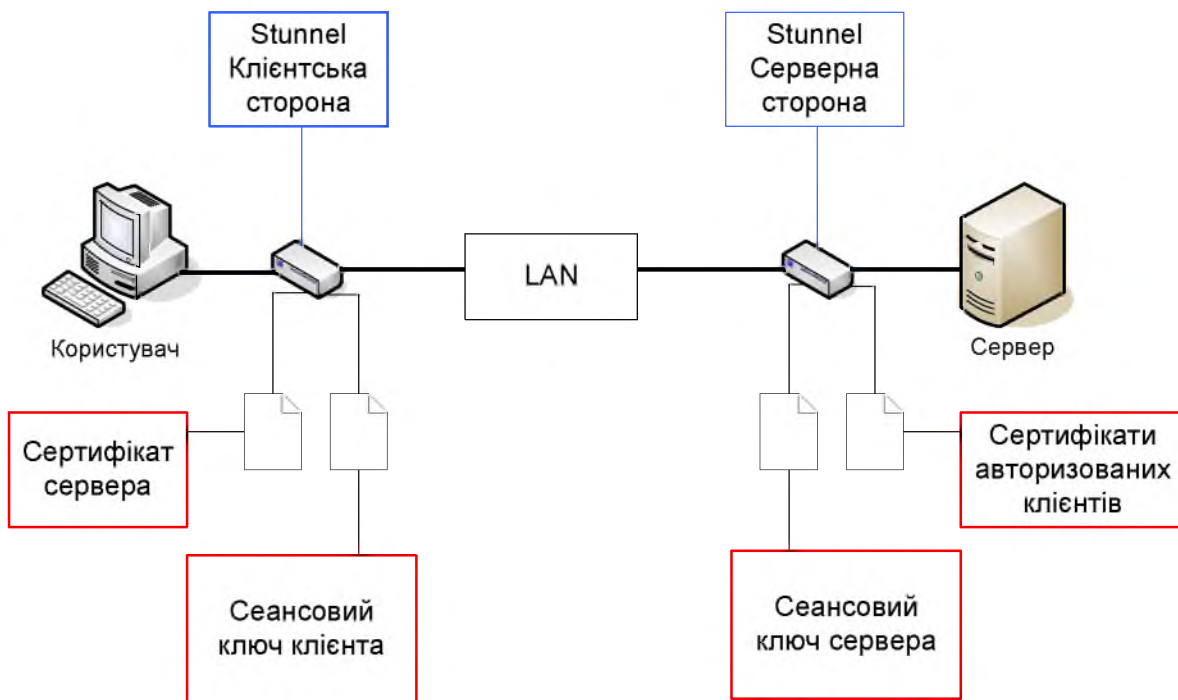 Stunnel
Клієнтська
сторона
Stunnel
Серверна
сторона
LAN
Користувач
Сервер
Сертифікат
сервера
Сертифікати
авторизованих
клієнтів
Сеансовий
ключ клієнта
Сеансовий
ключ сервера